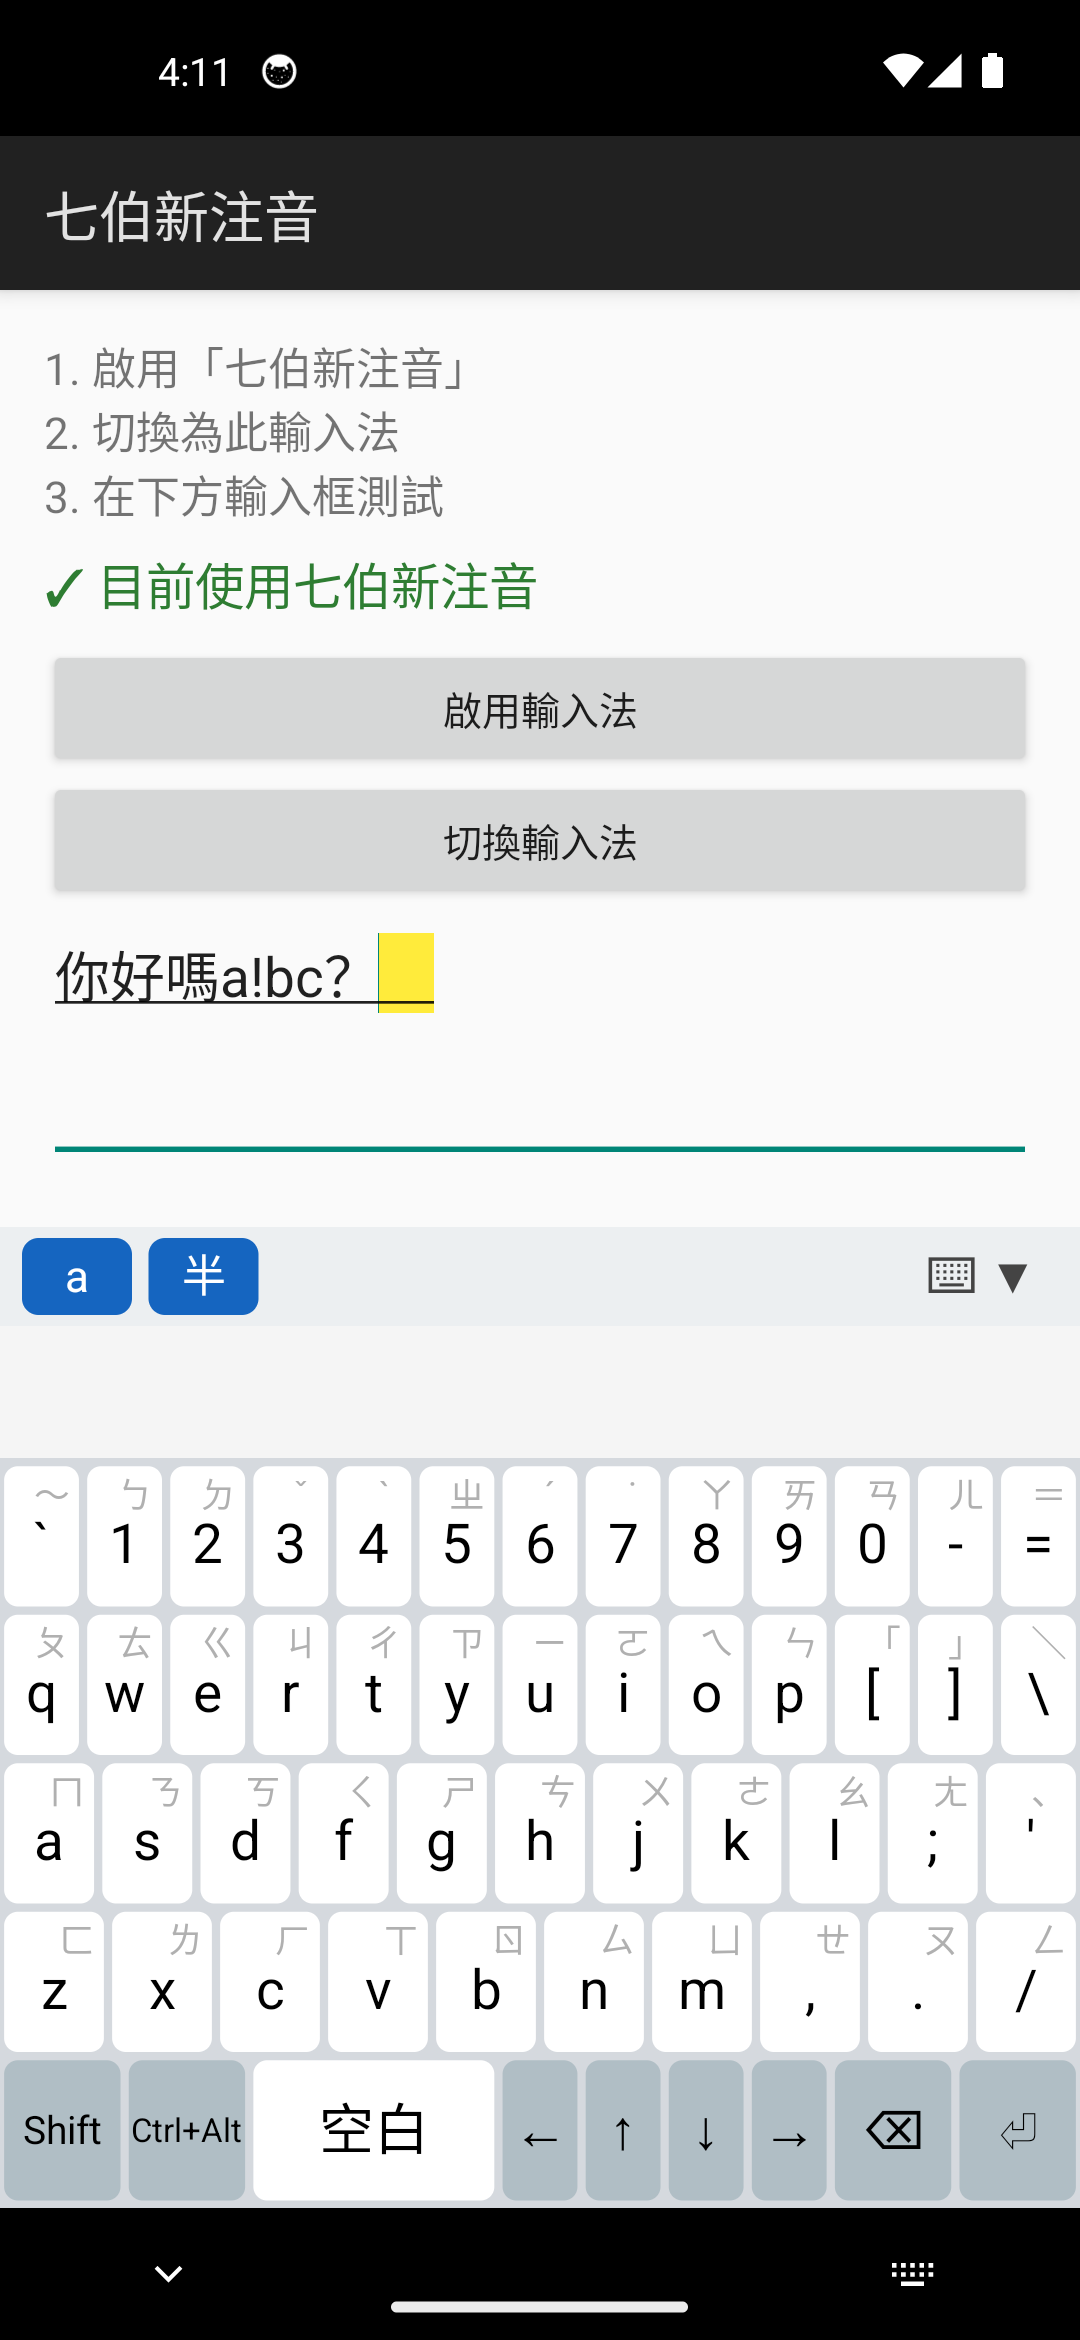 4:11
七伯新注音
1. 啟用「七伯新注音」
2. 切換為此輸入法
3. 在下方輸入框測試
✓ 目前使用七伯新注音
啟用輸入法
切換輸入法
你好嗎a!bc？
a 半 ▼
～ ㄅ ㄉ ˇ ˋ ㄓ ˊ ˙ ㄚ ㄞ ㄢ ㄦ ＝
` 1 2 3 4 5 6 7 8 9 0 - =
ㄆ ㄊ ㄍ ㄐ ㄔ ㄗ ㄧ ㄛ ㄟ ㄣ 「 」 ＼
q w e r t y u i o p [ ] \
ㄇ ㄋ ㄎ ㄑ ㄕ ㄘ ㄨ ㄜ ㄠ ㄤ 、
a s d f g h j k l ; '
ㄈ ㄌ ㄏ ㄒ ㄖ ㄙ ㄩ ㄝ ㄡ ㄥ
z x c v b n m , . /
Shift Ctrl+Alt 空白 ← ↑ ↓ → ⌫ ⏎